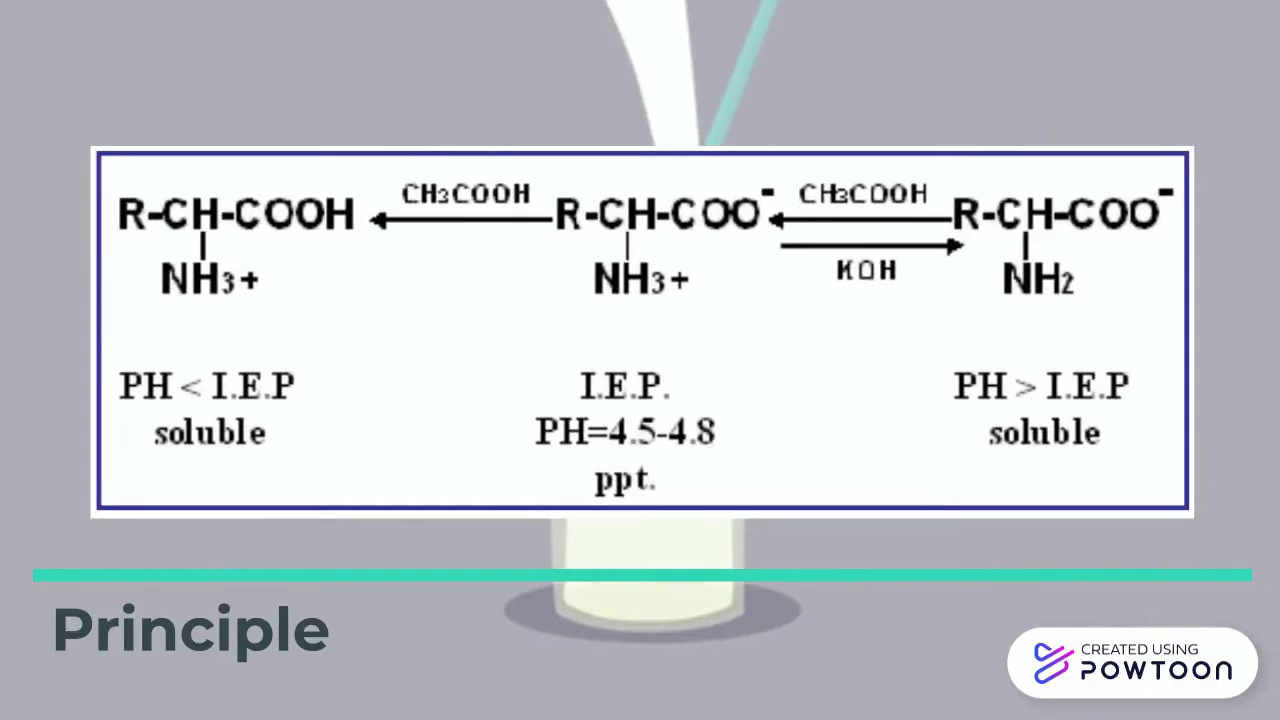 CH3COOH CH3COOH
R-CH-COOH R-CH-COO- R-CH-COO-
KOH
NH3+ NH3+ NH2
PH < I.E.P I.E.P. PH > I.E.P
soluble PH=4.5-4.8 soluble
ppt.
Principle
CREATED USING
POWTOON